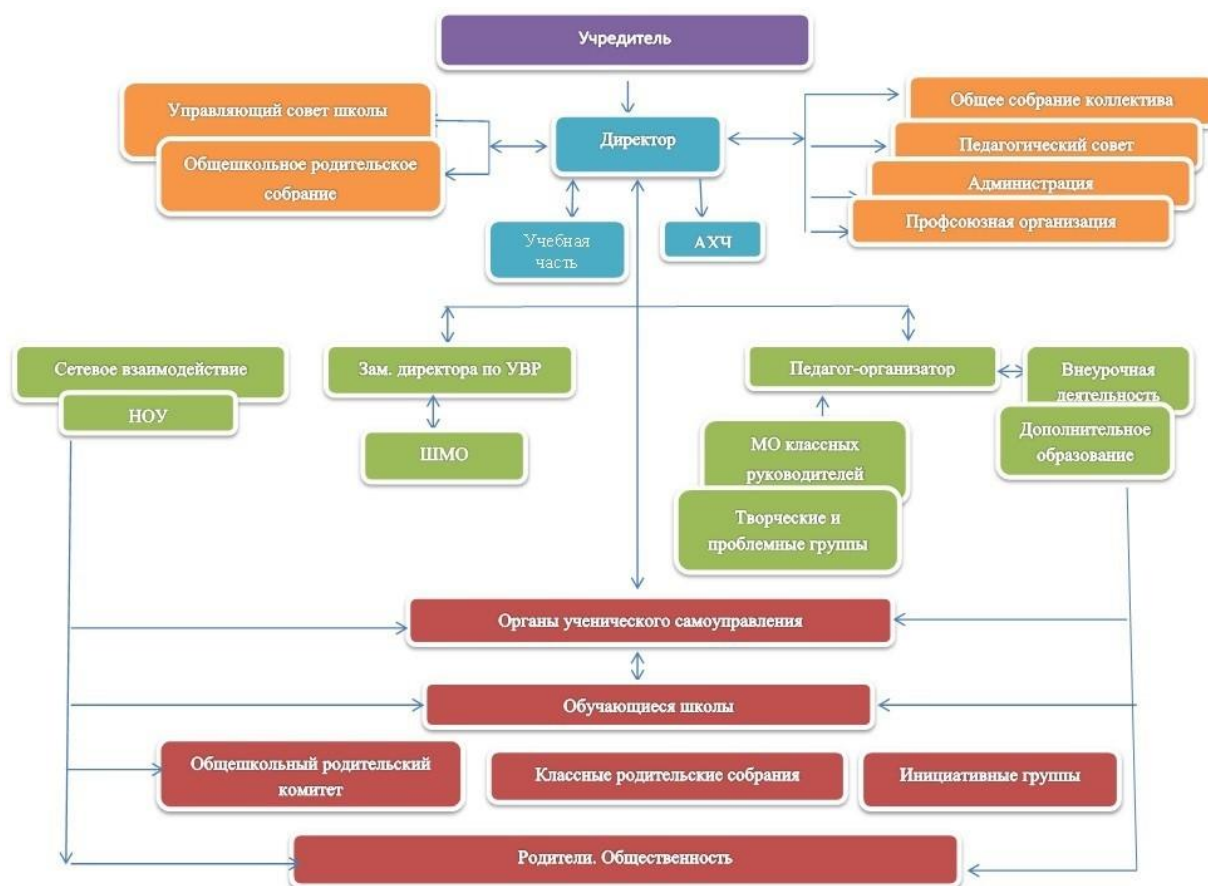 Учредитель
Управляющий совет школы
Общешкольное родительское
собрание
Директор
Общее собрание коллектива
Педагогический совет
Администрация
Профсоюзная организация
Учебная
часть
АХЧ
Сетевое взаимодействие
НОУ
Зам. директора по УВР
ШМО
Педагог-организатор
Внеурочная
деятельность
Дополнительное
образование
МО классных
руководителей
Творческие и
проблемные группы
Органы ученического самоуправления
Обучающиеся школы
Общешкольный родительский
комитет
Классные родительские собрания
Инициативные группы
Родители. Общественность